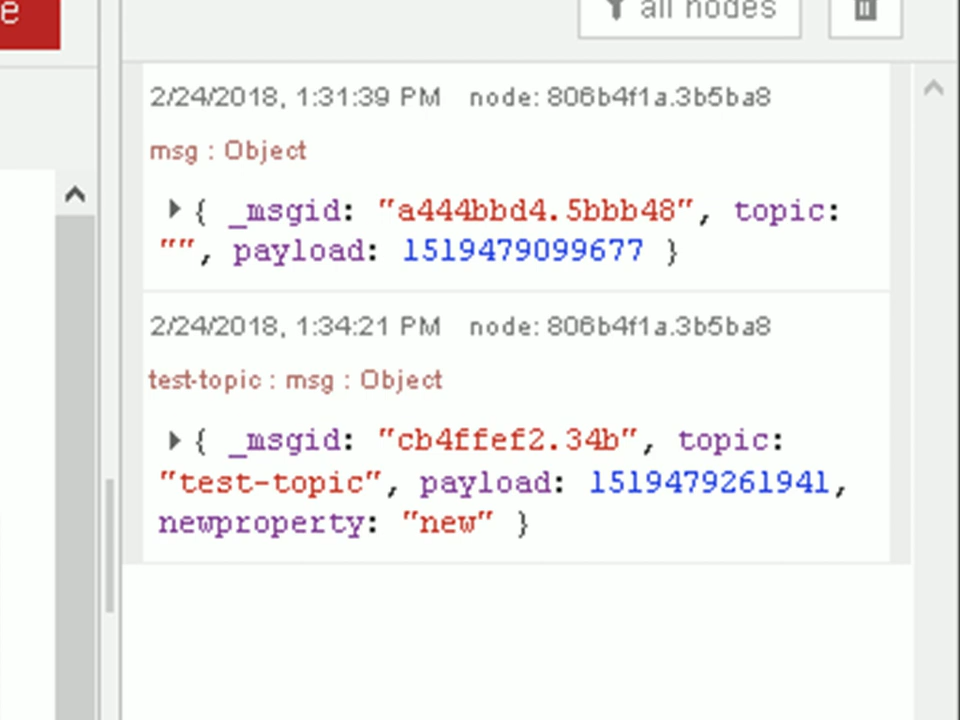 e
all nodes
2/24/2018, 1:31:39 PM node: 806b4f1a.3b5ba8
msg : Object
{ _msgid: "a444bbd4.5bbb48", topic:
"", payload: 1519479099677 }
2/24/2018, 1:34:21 PM node: 806b4f1a.3b5ba8
test-topic : msg : Object
{ _msgid: "cb4ffef2.34b", topic:
"test-topic", payload: 1519479261941,
newproperty: "new" }